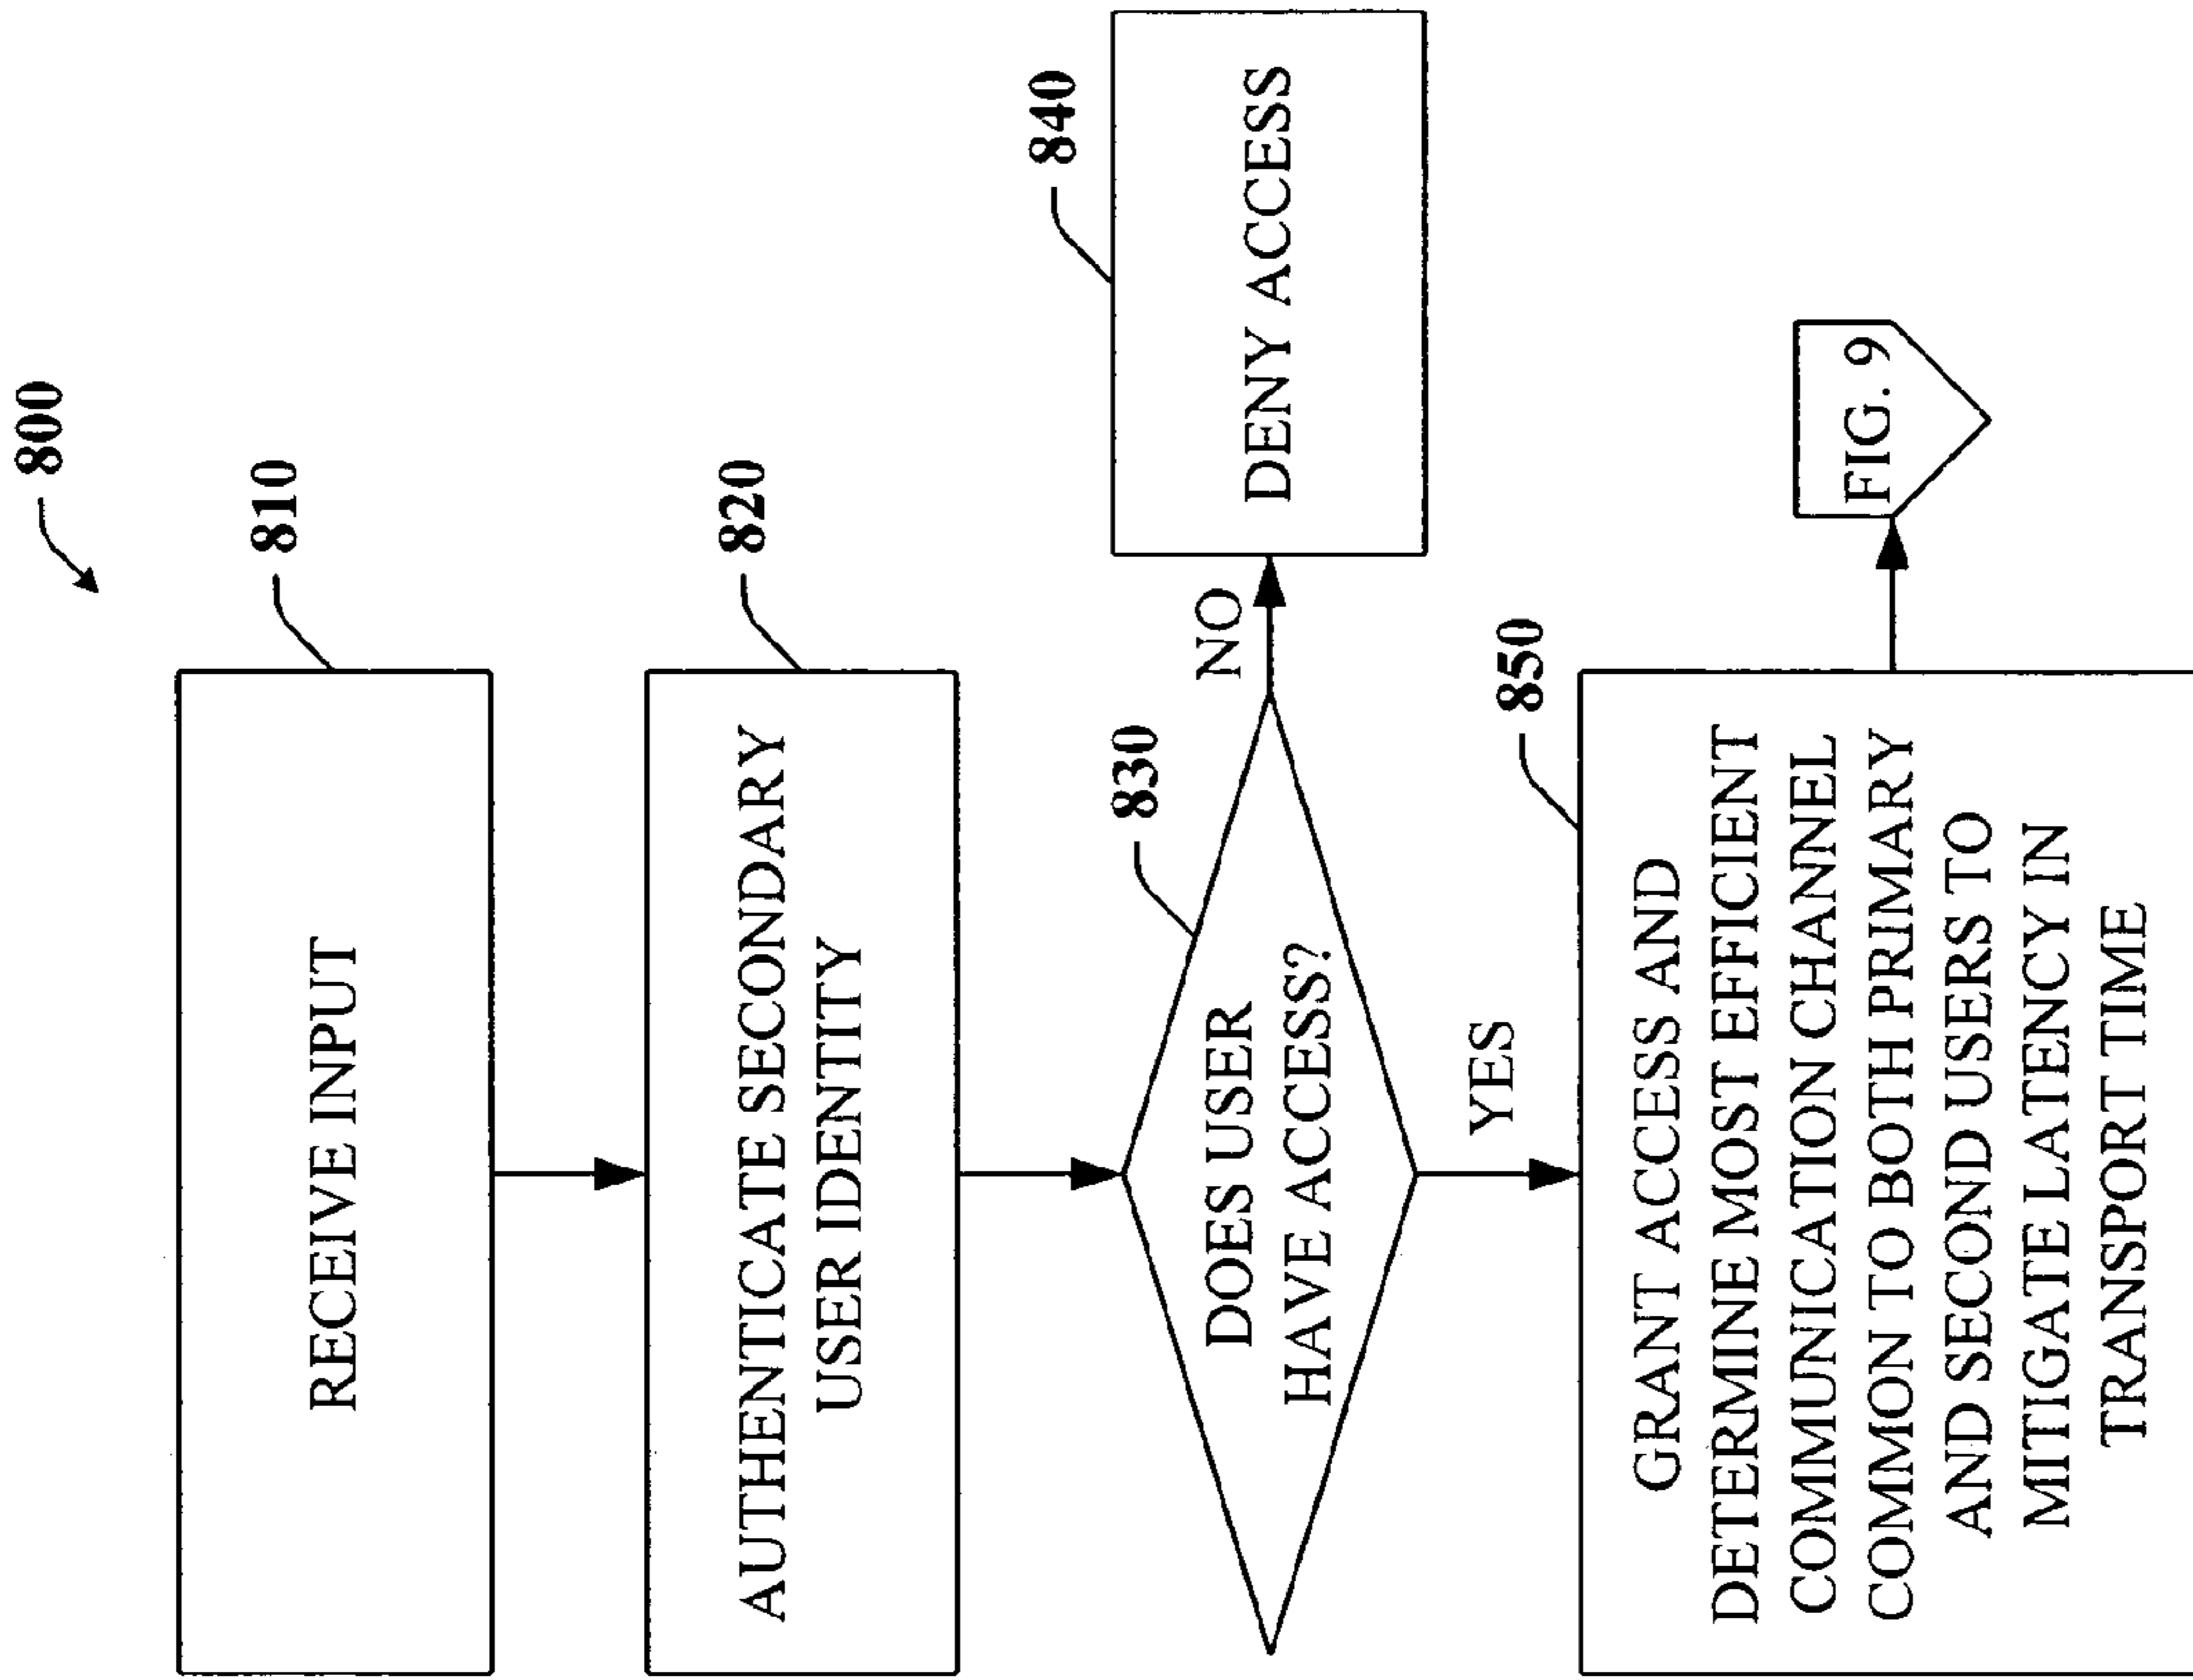 800
810
RECEIVE INPUT
820
AUTHENTICATE SECONDARY
USER IDENTITY
830
DOES USER
HAVE ACCESS?
NO
840
DENY ACCESS
YES
850
GRANT ACCESS AND
DETERMINE MOST EFFICIENT
COMMUNICATION CHANNEL
COMMON TO BOTH PRIMARY
AND SECOND USERS TO
MITIGATE LATENCY IN
TRANSPORT TIME
FIG. 9